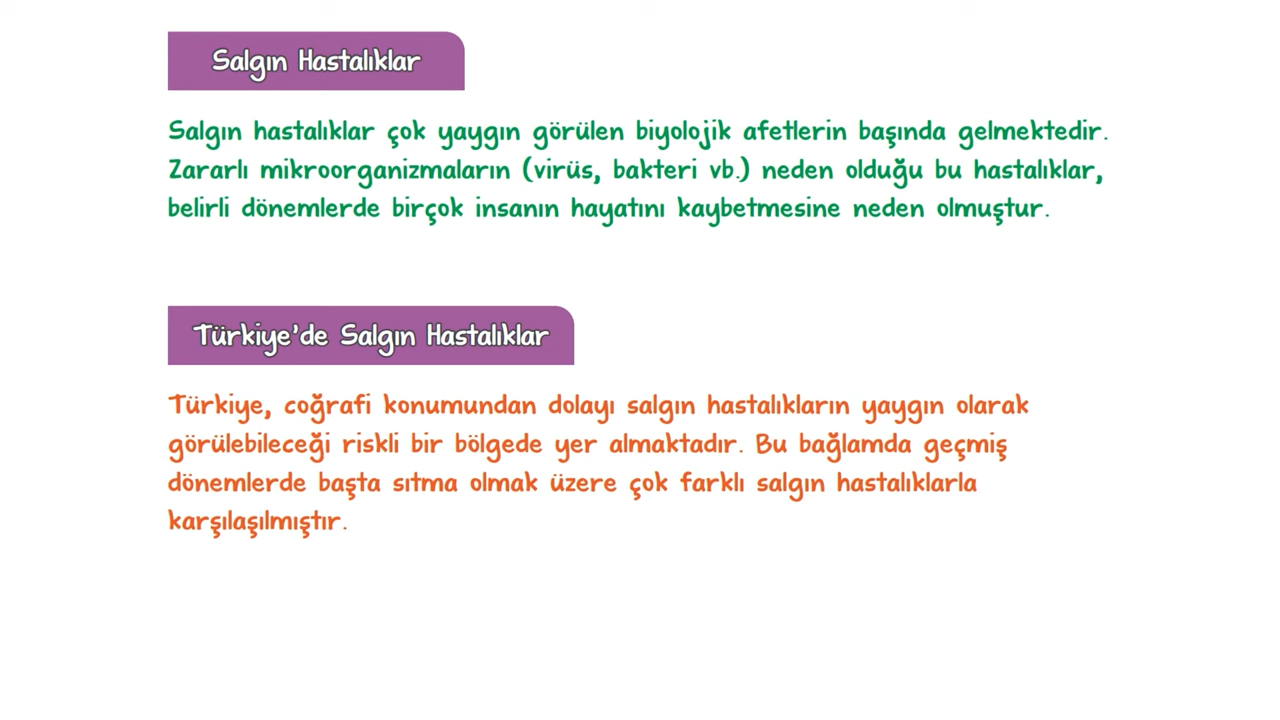 Salgın Hastalıklar
Salgın hastalıklar çok yaygın görülen biyolojik afetlerin başında gelmektedir.
Zararlı mikroorganizmaların (virüs, bakteri vb.) neden olduğu bu hastalıklar,
belirli dönemlerde birçok insanın hayatını kaybetmesine neden olmuştur.
Türkiye'de Salgın Hastalıklar
Türkiye, coğrafi konumundan dolayı salgın hastalıkların yaygın olarak
görülebileceği riskli bir bölgede yer almaktadır. Bu bağlamda geçmiş
dönemlerde başta sıtma olmak üzere çok farklı salgın hastalıklarla
karşılaşılmıştır.